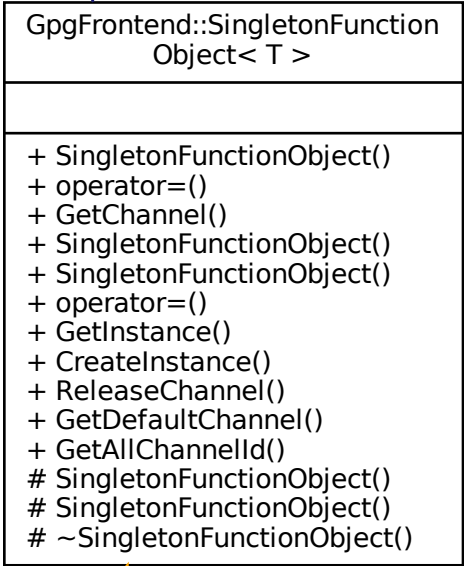 GpgFrontend::SingletonFunction
Object< T >
+ SingletonFunctionObject()
+ operator=()
+ GetChannel()
+ SingletonFunctionObject()
+ SingletonFunctionObject()
+ operator=()
+ GetInstance()
+ CreateInstance()
+ ReleaseChannel()
+ GetDefaultChannel()
+ GetAllChannelId()
# SingletonFunctionObject()
# SingletonFunctionObject()
# ~SingletonFunctionObject()